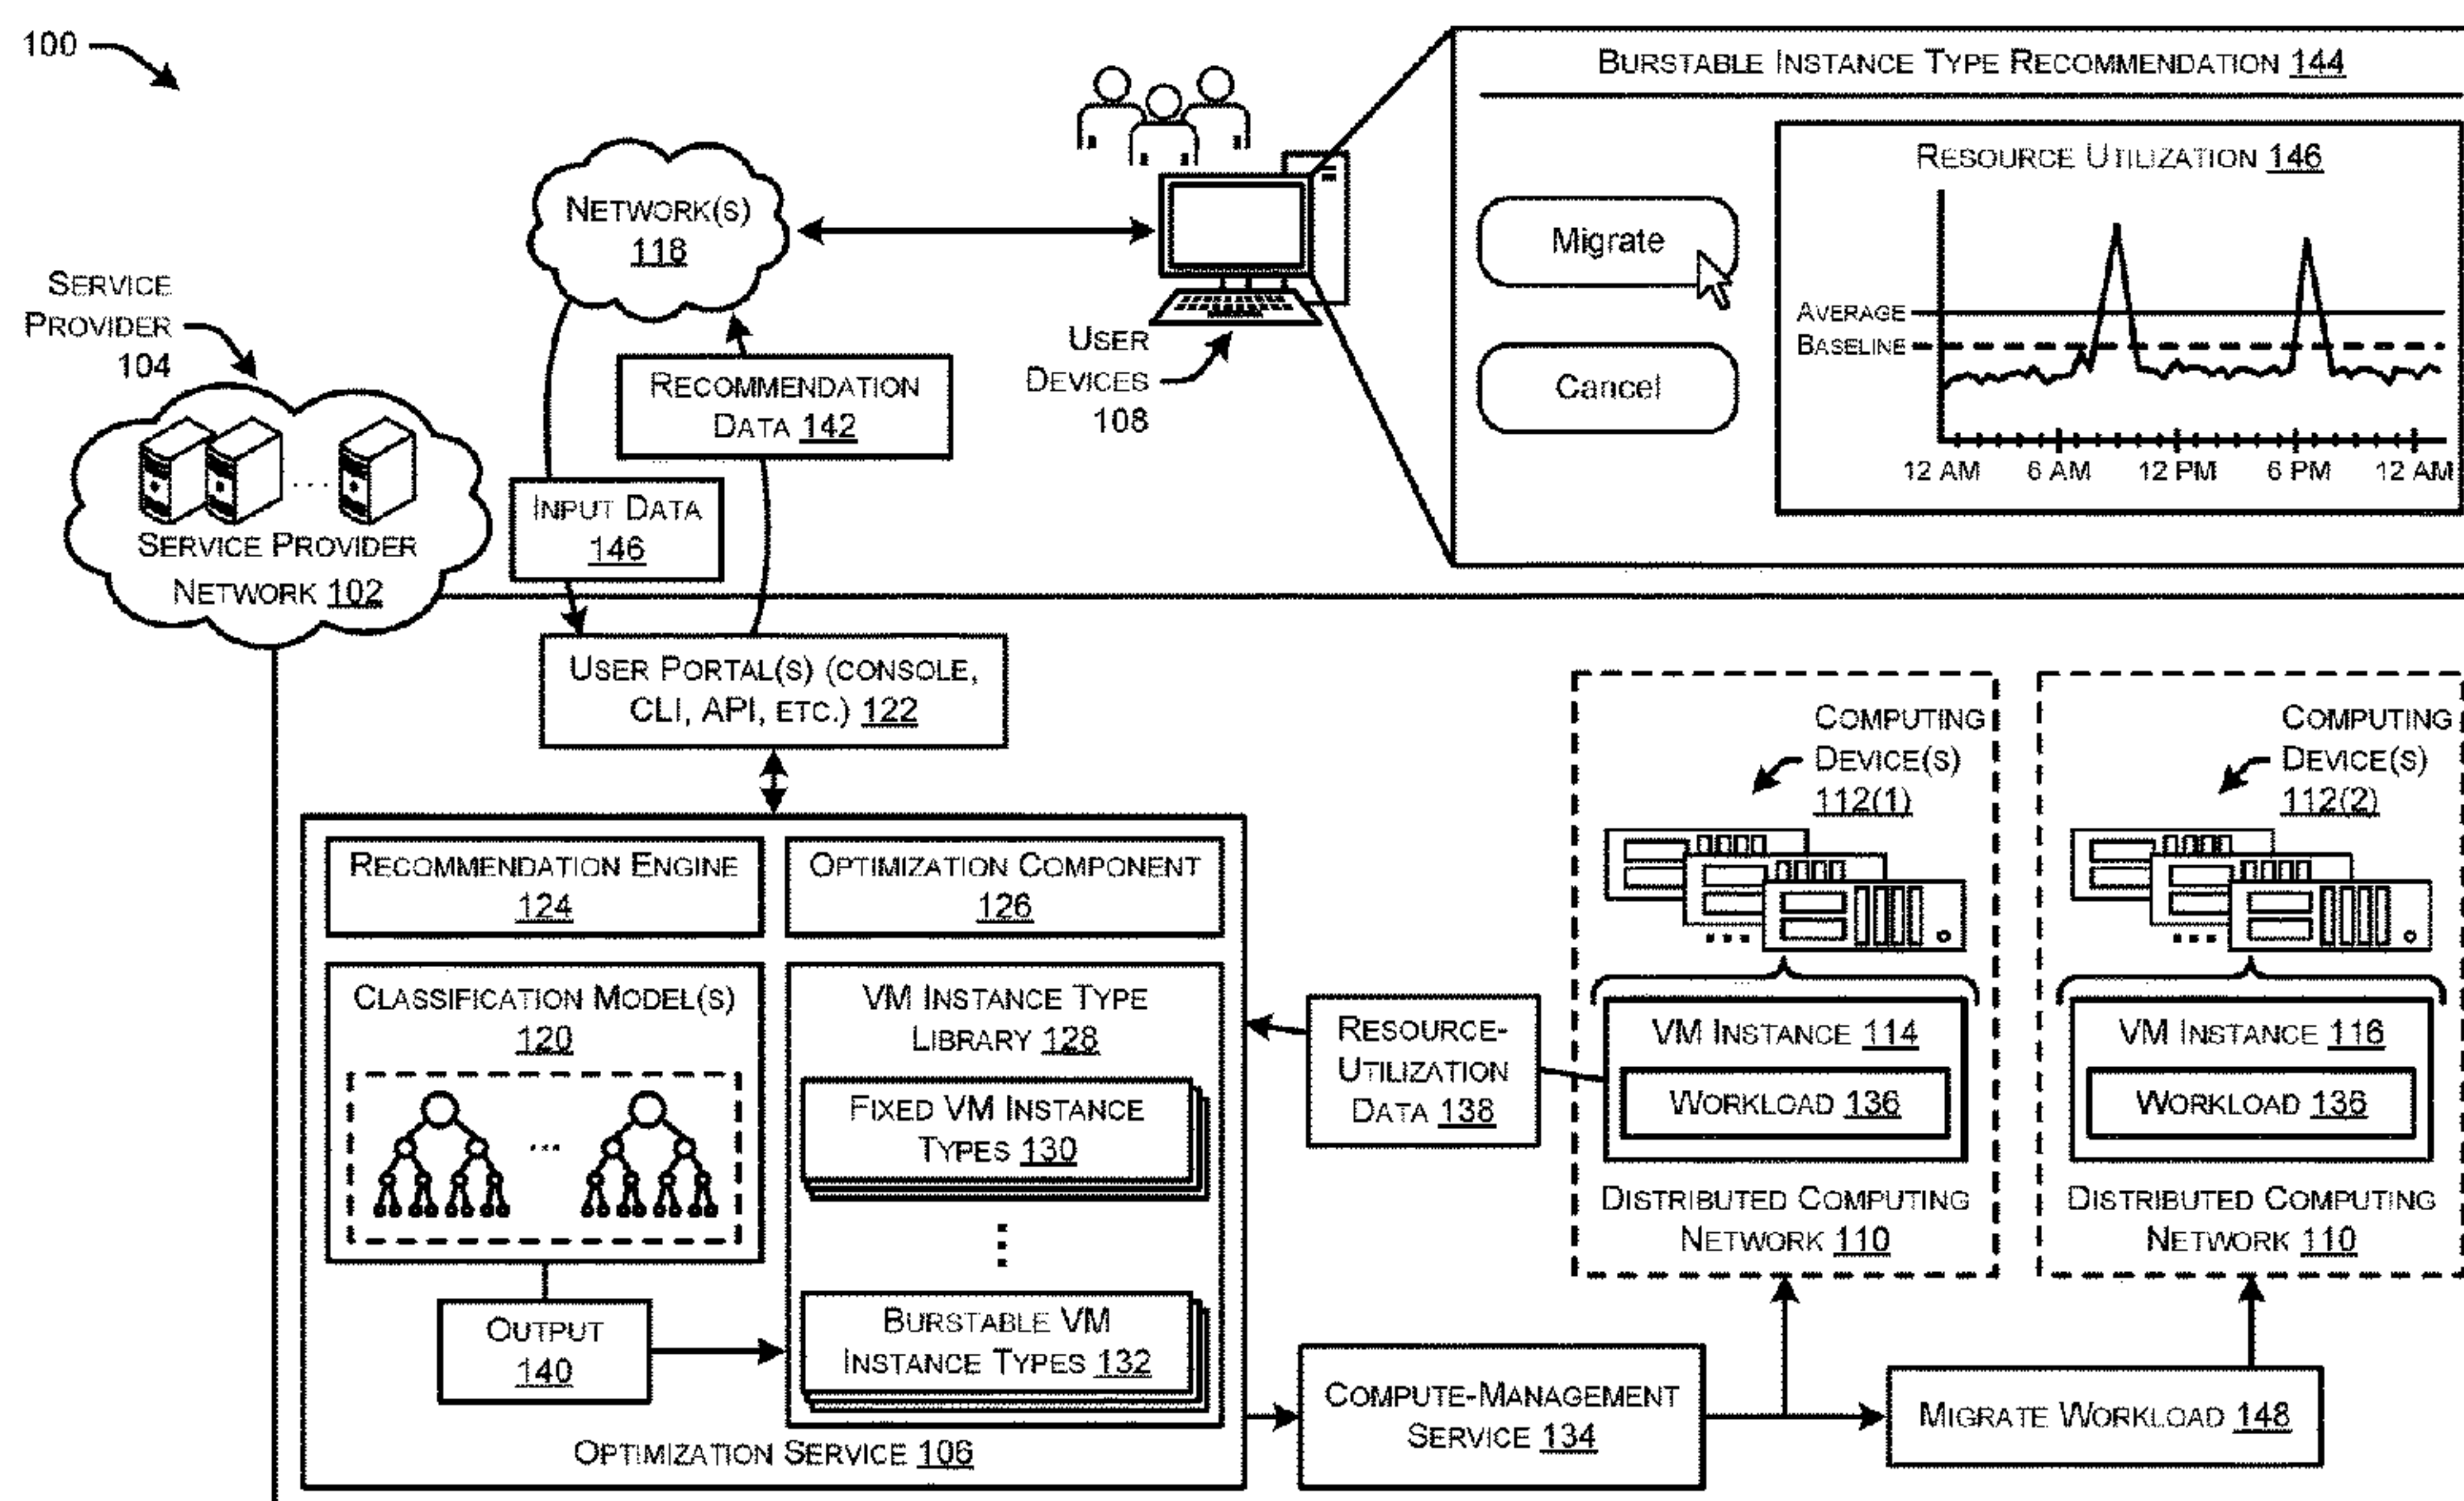 100
BURSTABLE INSTANCE TYPE RECOMMENDATION 144
RESOURCE UTILIZATION 146
Migrate
Cancel
AVERAGE
BASELINE
12 AM 6 AM 12 PM 6 PM 12 AM
NETWORK(S)
118
SERVICE
PROVIDER
104
USER
DEVICES
108
RECOMMENDATION
DATA 142
INPUT DATA
146
SERVICE PROVIDER
NETWORK 102
USER PORTAL(S) (CONSOLE,
CLI, API, ETC.) 122
COMPUTING
DEVICE(S)
112(1)
COMPUTING
DEVICE(S)
112(2)
RECOMMENDATION ENGINE
124
OPTIMIZATION COMPONENT
126
CLASSIFICATION MODEL(S)
120
...
VM INSTANCE TYPE
LIBRARY 128
FIXED VM INSTANCE
TYPES 130
BURSTABLE VM
INSTANCE TYPES 132
OUTPUT
140
OPTIMIZATION SERVICE 106
RESOURCE-
UTILIZATION
DATA 138
VM INSTANCE 114
WORKLOAD 136
DISTRIBUTED COMPUTING
NETWORK 110
VM INSTANCE 116
WORKLOAD 136
DISTRIBUTED COMPUTING
NETWORK 110
COMPUTE-MANAGEMENT
SERVICE 134
MIGRATE WORKLOAD 148